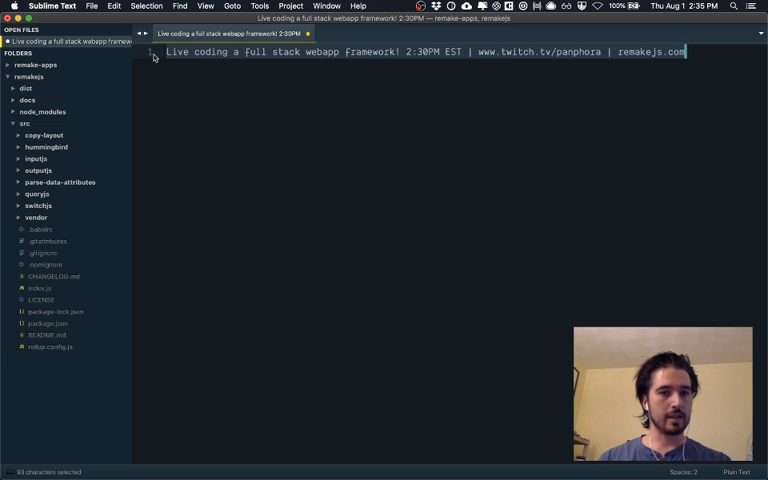 Sublime Text File Edit Selection Find View Goto Tools Project Window Help 100% Thu Aug 1 2:35 PM
Live coding a full stack webapp framework! 2:30PM — remake-apps, remakejs
OPEN FILES
Live coding a full stack webapp framew
Live coding a full stack webapp framework! 2:30PM
FOLDERS
remake-apps
remakejs
dist
docs
node_modules
src
copy-layout
hummingbird
inputjs
outputjs
parse-data-attributes
queryjs
switchjs
vendor
.babelrc
.gitattributes
.gitignore
.npmignore
CHANGELOG.md
index.js
LICENSE
package-lock.json
package.json
README.md
rollup.config.js
1 Live coding a full stack webapp framework! 2:30PM EST | www.twitch.tv/panphora | remakejs.com
93 characters selected
Spaces: 2 Plain Text